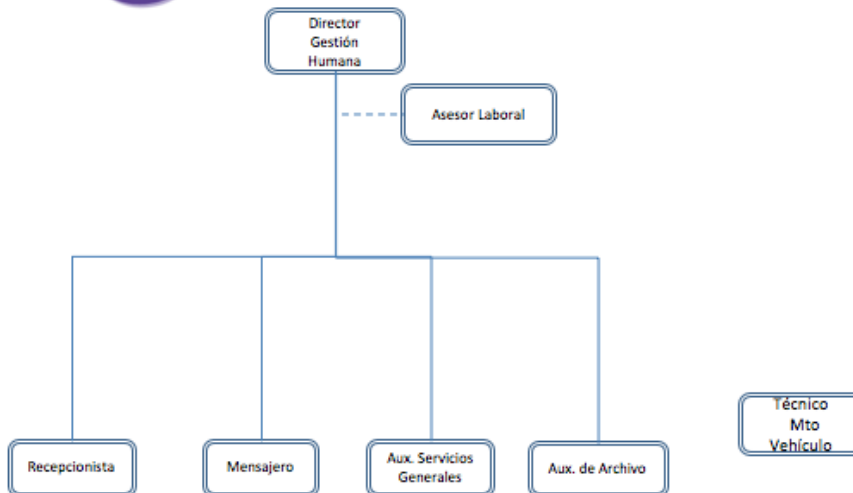 Director
Gestión
Humana
Asesor Laboral
Técnico
Mto
Vehículo
Recepcionista
Mensajero
Aux. Servicios
Generales
Aux. de Archivo